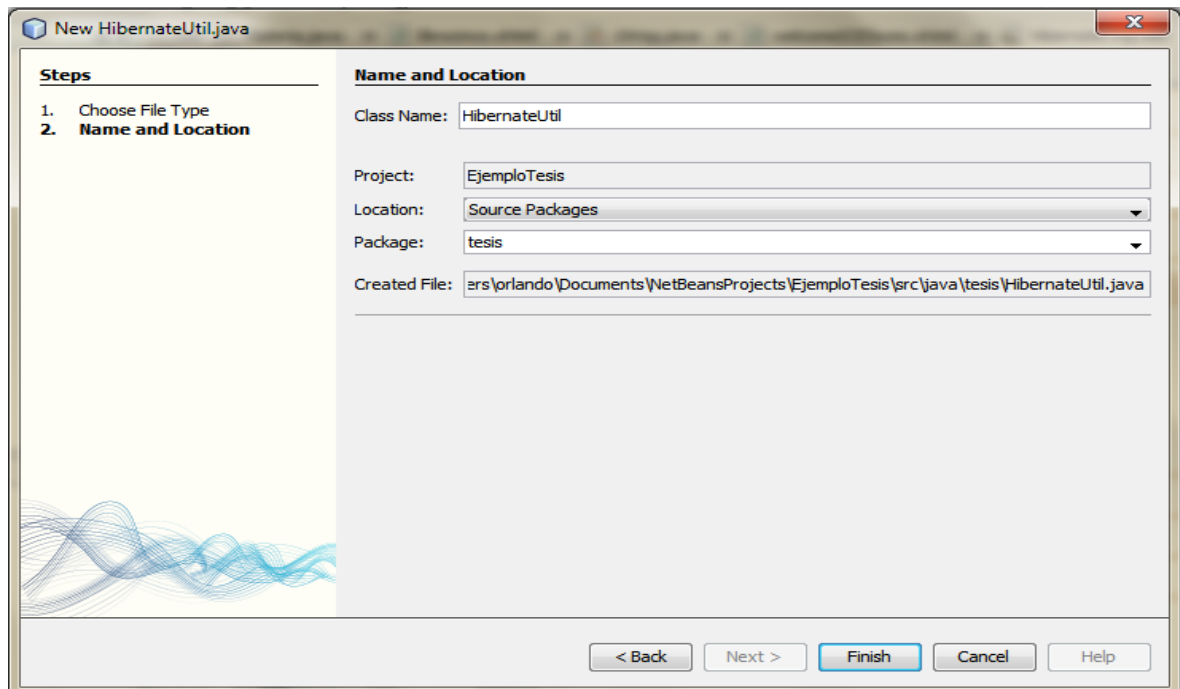 New HibernateUtil.java
Steps
1. Choose File Type
2. Name and Location
Name and Location
Class Name: HibernateUtil
Project: EjemploTesis
Location: Source Packages
Package: tesis
Created File: ers\orlando\Documents\NetBeansProjects\EjemploTesis\src\java\tesis\HibernateUtil.java
< Back Next > Finish Cancel Help